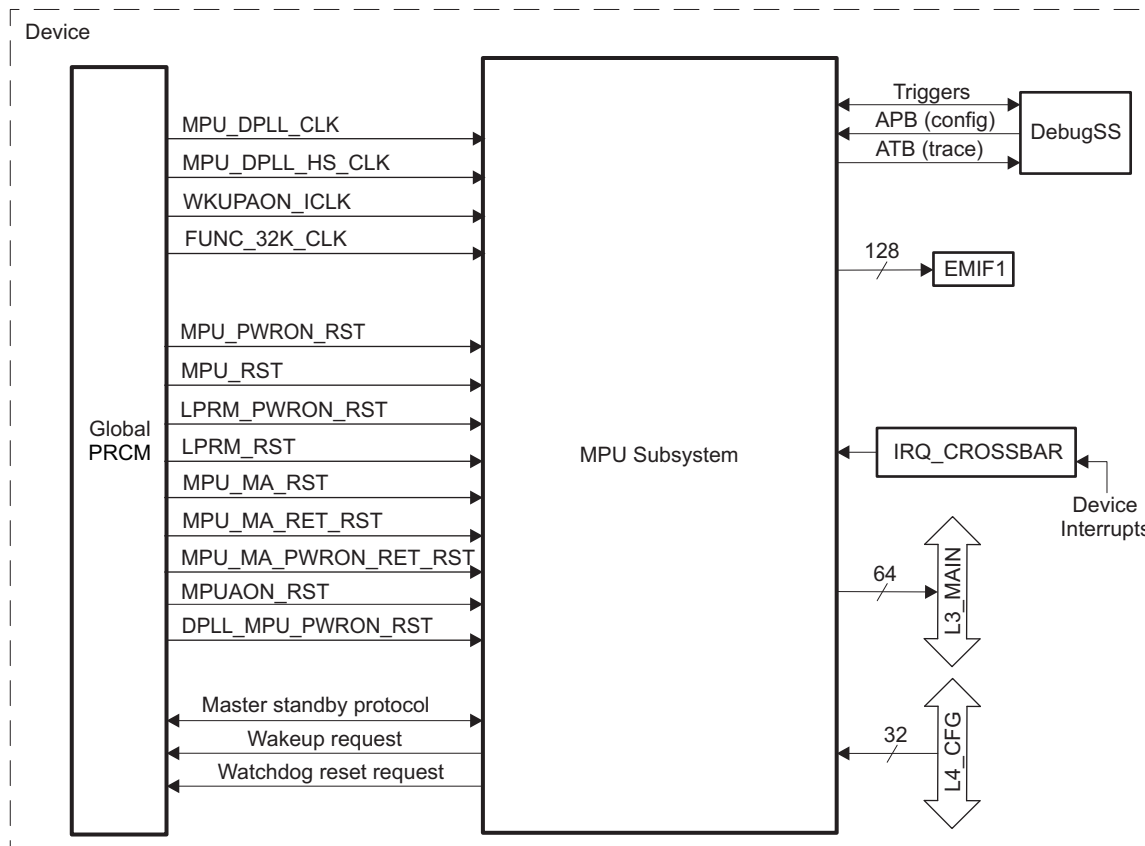 Device
MPU_DPLL_CLK
MPU_DPLL_HS_CLK
WKUPAON_ICLK
FUNC_32K_CLK
MPU_PWRON_RST
MPU_RST
LPRM_PWRON_RST
LPRM_RST
MPU_MA_RST
MPU_MA_RET_RST
MPU_MA_PWRON_RET_RST
MPUAON_RST
DPLL_MPU_PWRON_RST
Master standby protocol
Wakeup request
Watchdog reset request
Global
PRCM
MPU Subsystem
Triggers
APB (config)
ATB (trace)
DebugSS
128
EMIF1
IRQ_CROSSBAR
Device
Interrupts
64
L3_MAIN
32
L4_CFG